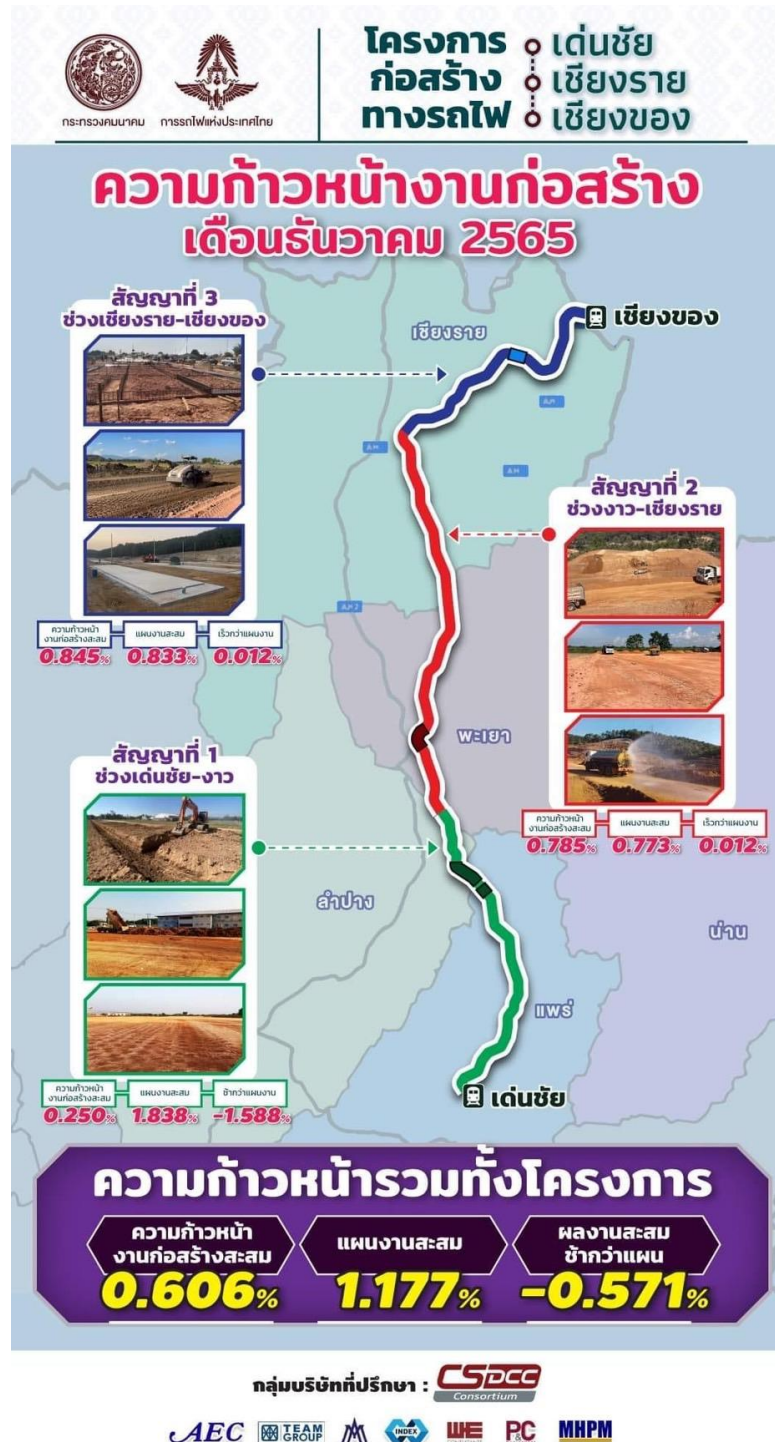 กระทรวงคมนาคม
การรถไฟแห่งประเทศไทย
โครงการ
ก่อสร้าง
ทางรถไฟ
เด่นชัย
เชียงราย
เชียงของ
ความก้าวหน้างานก่อสร้าง
เดือนธันวาคม 2565
สัญญาที่ 3
ช่วงเชียงราย-เชียงของ
ความก้าวหน้า
งานก่อสร้างสะสม
แผนงานสะสม
เร็วกว่าแผนงาน
0.845% 0.833% 0.012%
เชียงราย
เชียงของ
สัญญาที่ 2
ช่วงงาว-เชียงราย
ความก้าวหน้า
งานก่อสร้างสะสม
แผนงานสะสม
เร็วกว่าแผนงาน
0.785% 0.773% 0.012%
พะเยา
สัญญาที่ 1
ช่วงเด่นชัย-งาว
ความก้าวหน้า
งานก่อสร้างสะสม
แผนงานสะสม
ช้ากว่าแผนงาน
0.250% 1.838% -1.588%
ลำปาง
น่าน
แพร่
เด่นชัย
ความก้าวหน้ารวมทั้งโครงการ
ความก้าวหน้า
งานก่อสร้างสะสม
0.606%
แผนงานสะสม
1.177%
ผลงานสะสม
ช้ากว่าแผน
-0.571%
กลุ่มบริษัทที่ปรึกษา : CSDCC
Consortium
AEC TEAM GROUP INDEX WE P&C MHPM